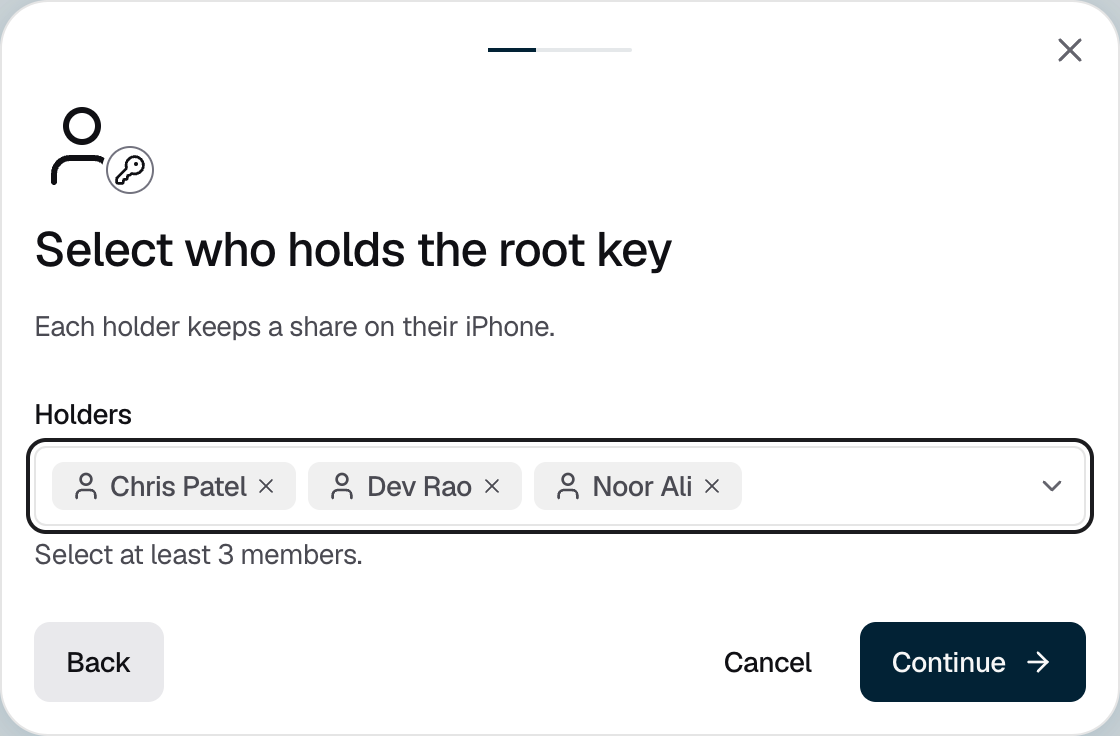 Select who holds the root key
Each holder keeps a share on their iPhone.
Holders
Chris Patel Dev Rao Noor Ali
Select at least 3 members.
Back Cancel Continue